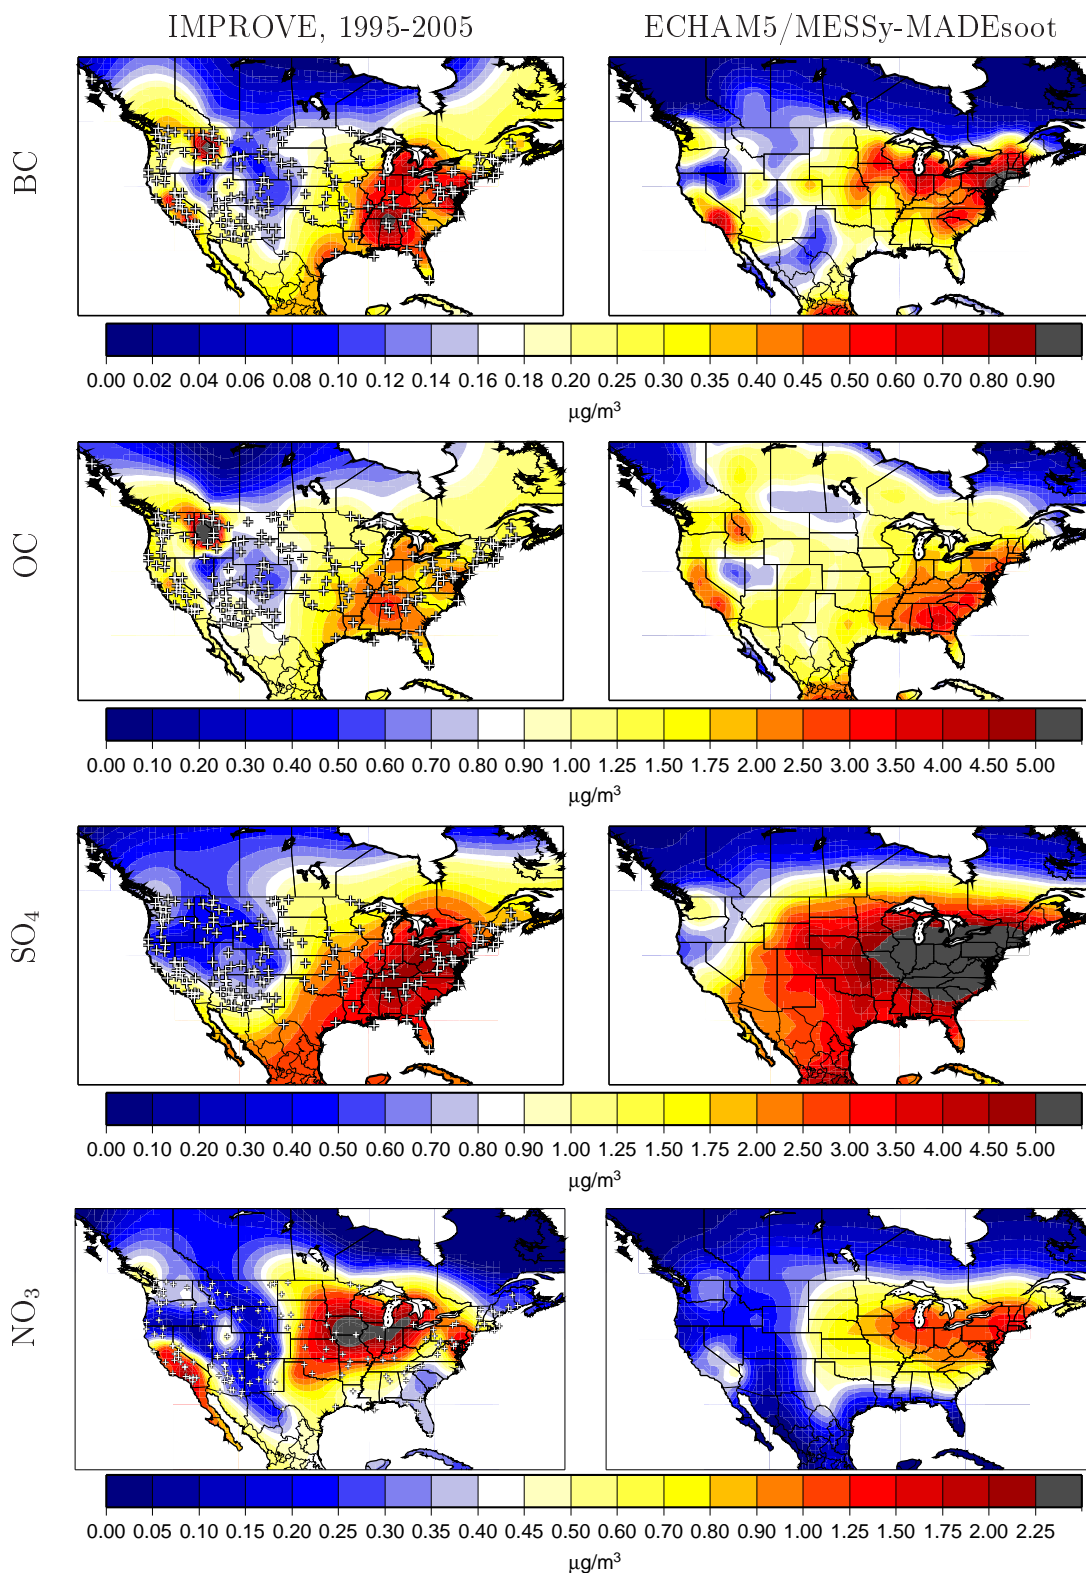 IMPROVE, 1995-2005
ECHAM5/MESSy-MADEsoot
BC
0.00 0.02 0.04 0.06 0.08 0.10 0.12 0.14 0.16 0.18 0.20 0.25 0.30 0.35 0.40 0.45 0.50 0.60 0.70 0.80 0.90
μg/m³
OC
0.00 0.10 0.20 0.30 0.40 0.50 0.60 0.70 0.80 0.90 1.00 1.25 1.50 1.75 2.00 2.50 3.00 3.50 4.00 4.50 5.00
μg/m³
SO₄
0.00 0.10 0.20 0.30 0.40 0.50 0.60 0.70 0.80 0.90 1.00 1.25 1.50 1.75 2.00 2.50 3.00 3.50 4.00 4.50 5.00
μg/m³
NO₃
0.00 0.05 0.10 0.15 0.20 0.25 0.30 0.35 0.40 0.45 0.50 0.60 0.70 0.80 0.90 1.00 1.25 1.50 1.75 2.00 2.25
μg/m³